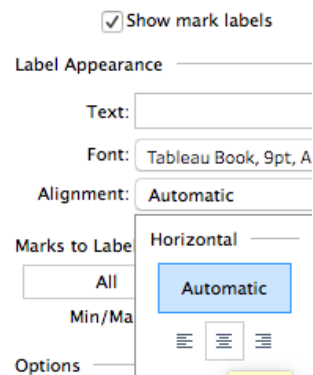 Show mark labels
Label Appearance
Text:
Font: Tableau Book, 9pt, A
Alignment: Automatic
Horizontal
Marks to Labe
All
Automatic
Min/Ma
Options